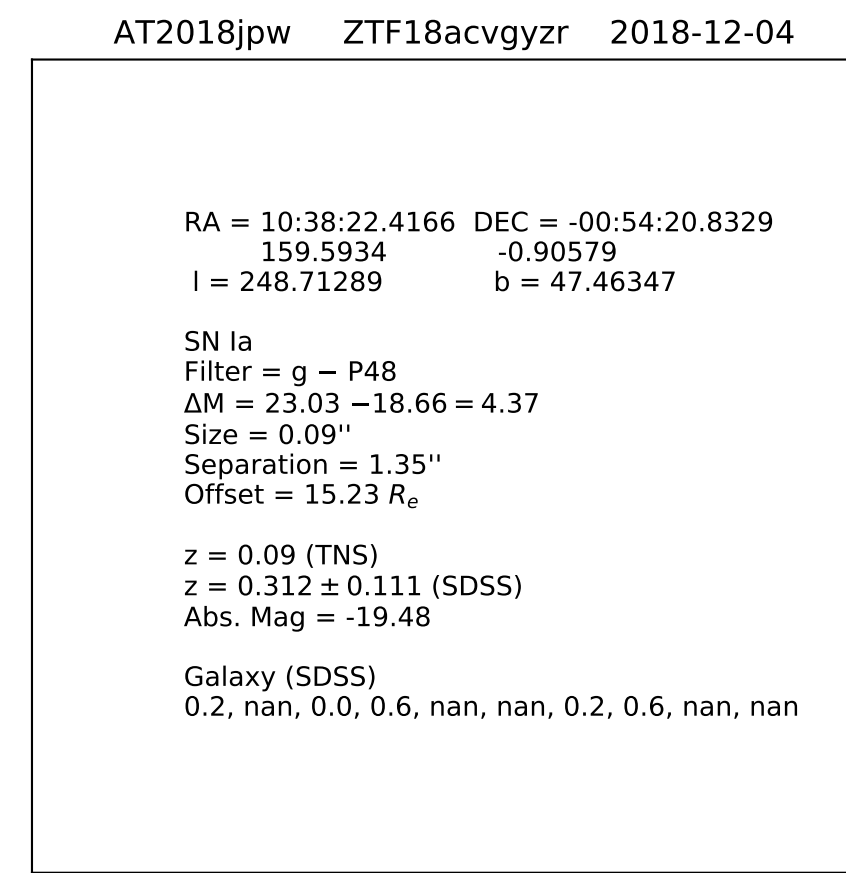 AT2018jpw ZTF18acvgyzr 2018-12-04
RA = 10:38:22.4166 DEC = -00:54:20.8329
159.5934 -0.90579
l = 248.71289 b = 47.46347
SN Ia
Filter = g − P48
ΔM = 23.03 −18.66 = 4.37
Size = 0.09''
Separation = 1.35''
Offset = 15.23 Re
z = 0.09 (TNS)
z = 0.312 ± 0.111 (SDSS)
Abs. Mag = -19.48
Galaxy (SDSS)
0.2, nan, 0.0, 0.6, nan, nan, 0.2, 0.6, nan, nan